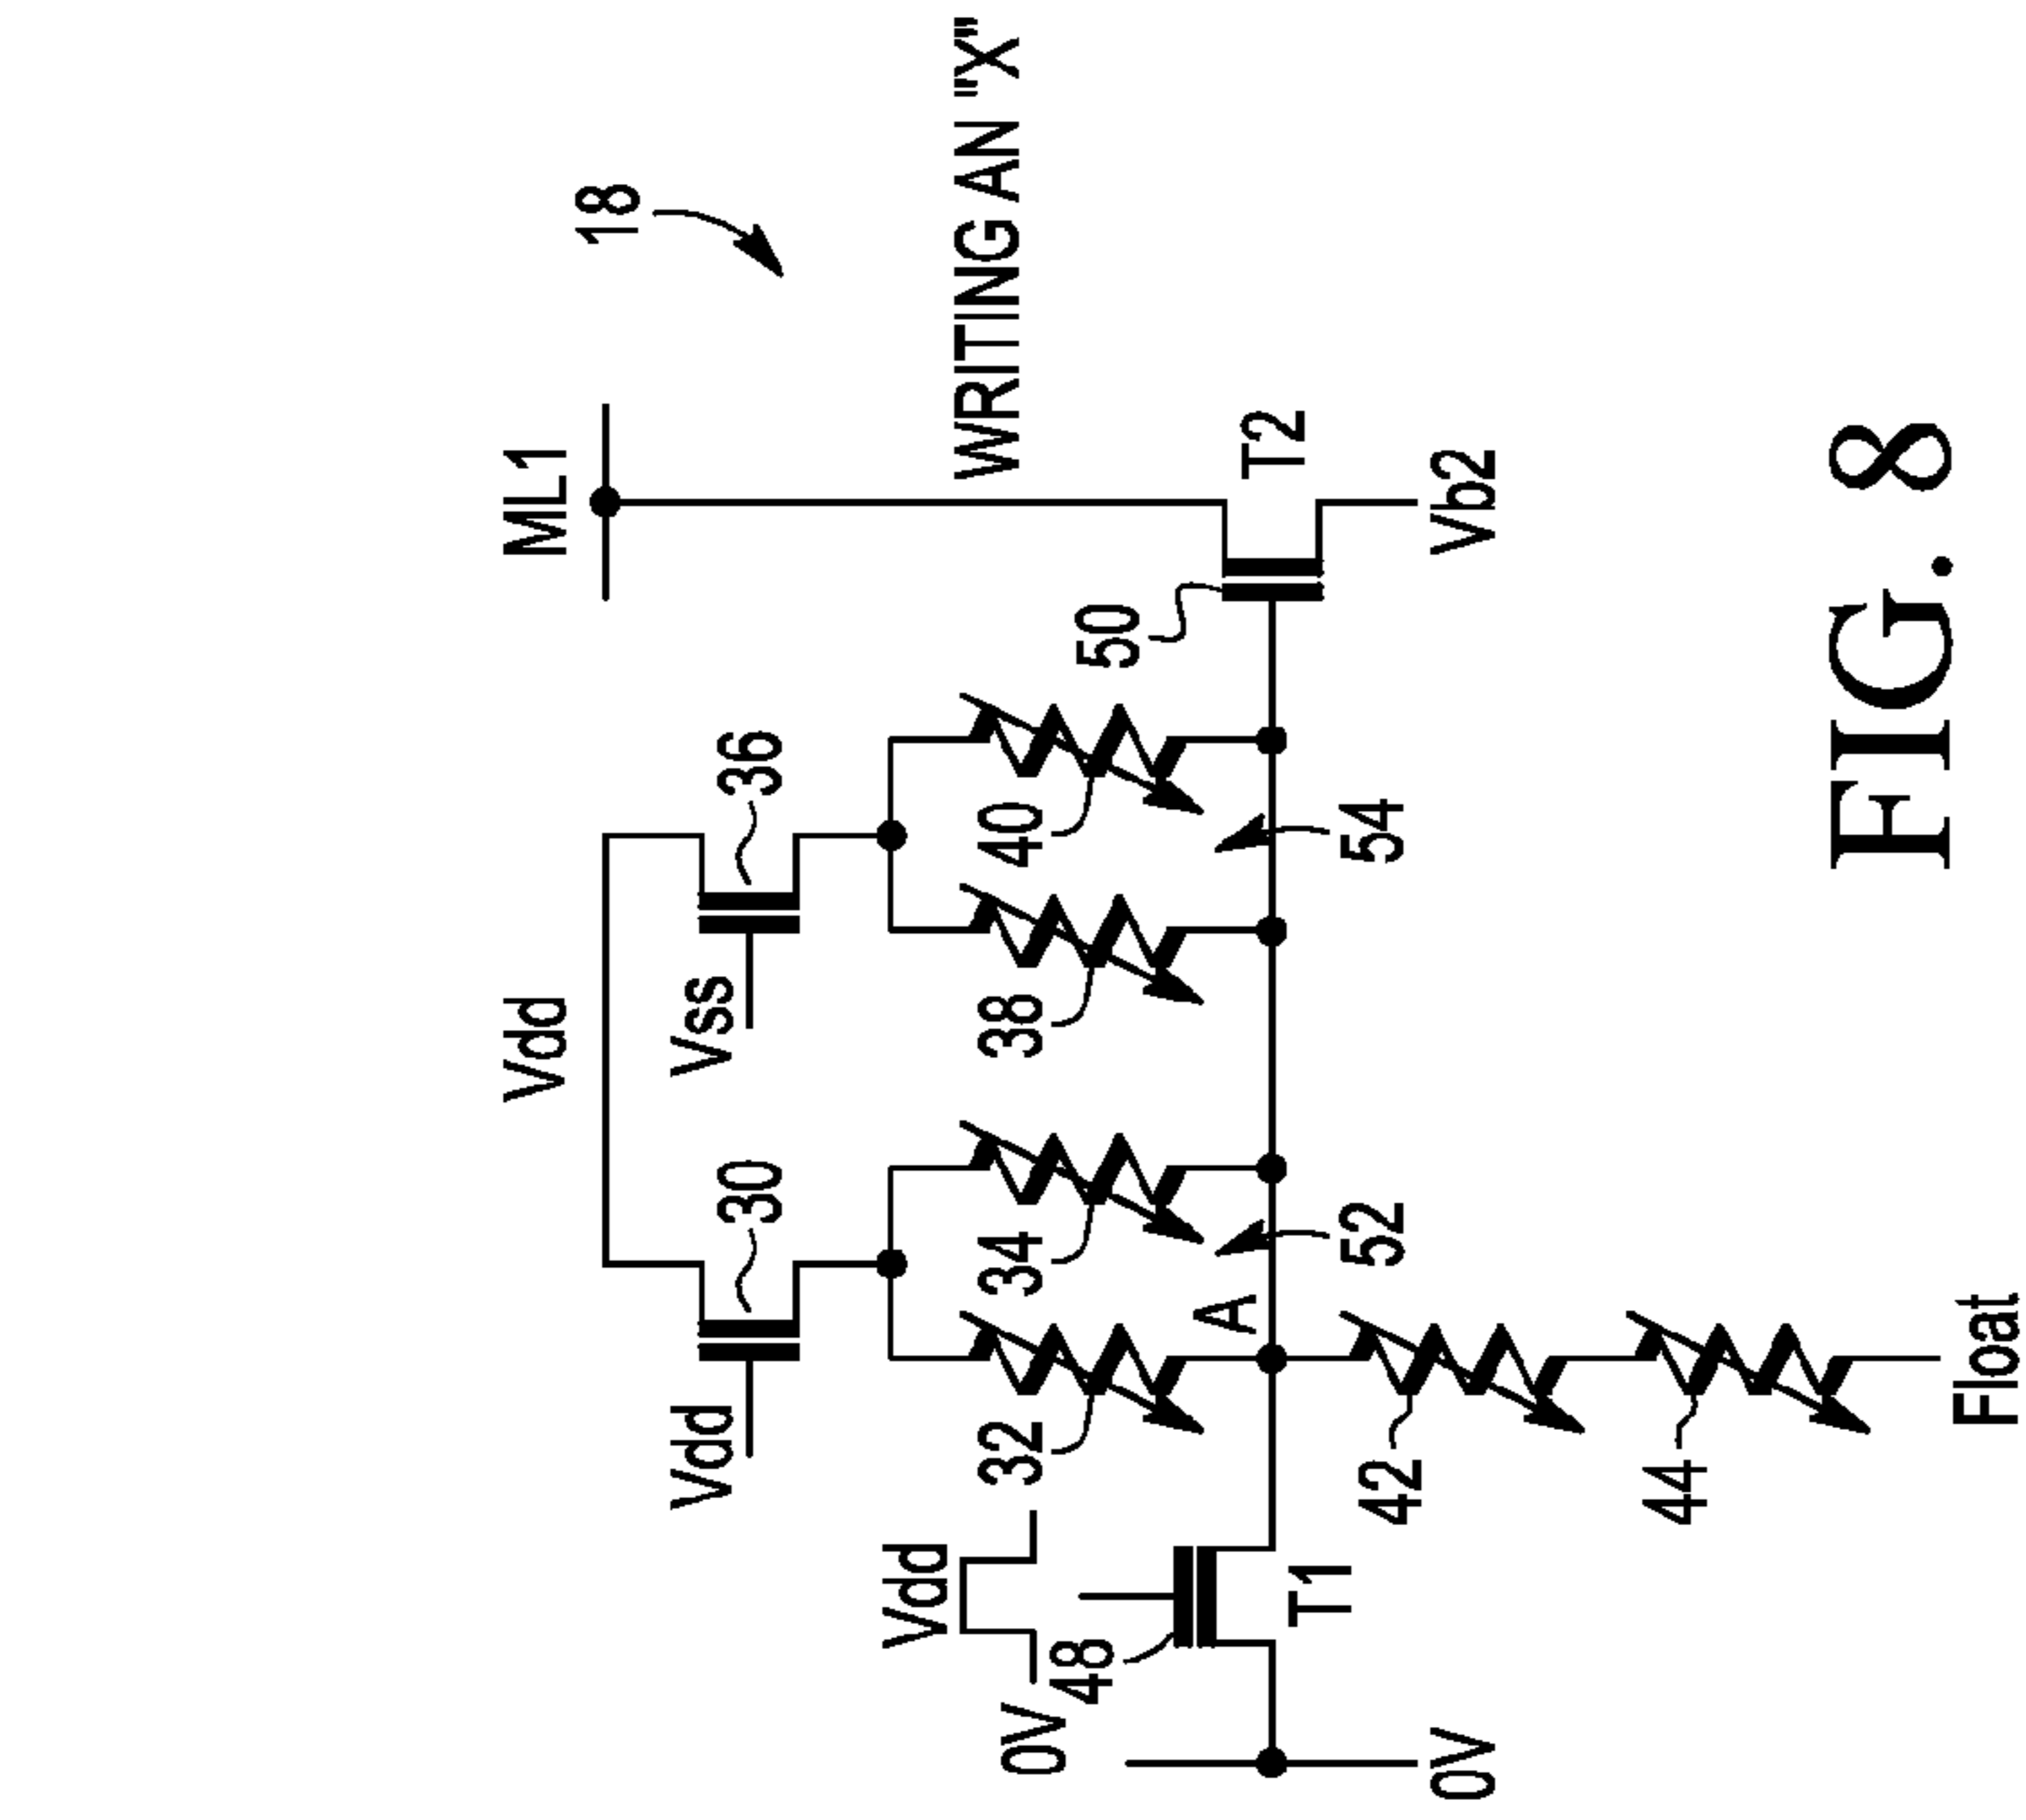 Vdd ML1
18
Vdd Vss
30 36
Vdd
WRITING AN "X"
32 34 38 40
0V
48 50
A T2
T1
52 54
42
0V Vb2
44
FIG. 8
Float